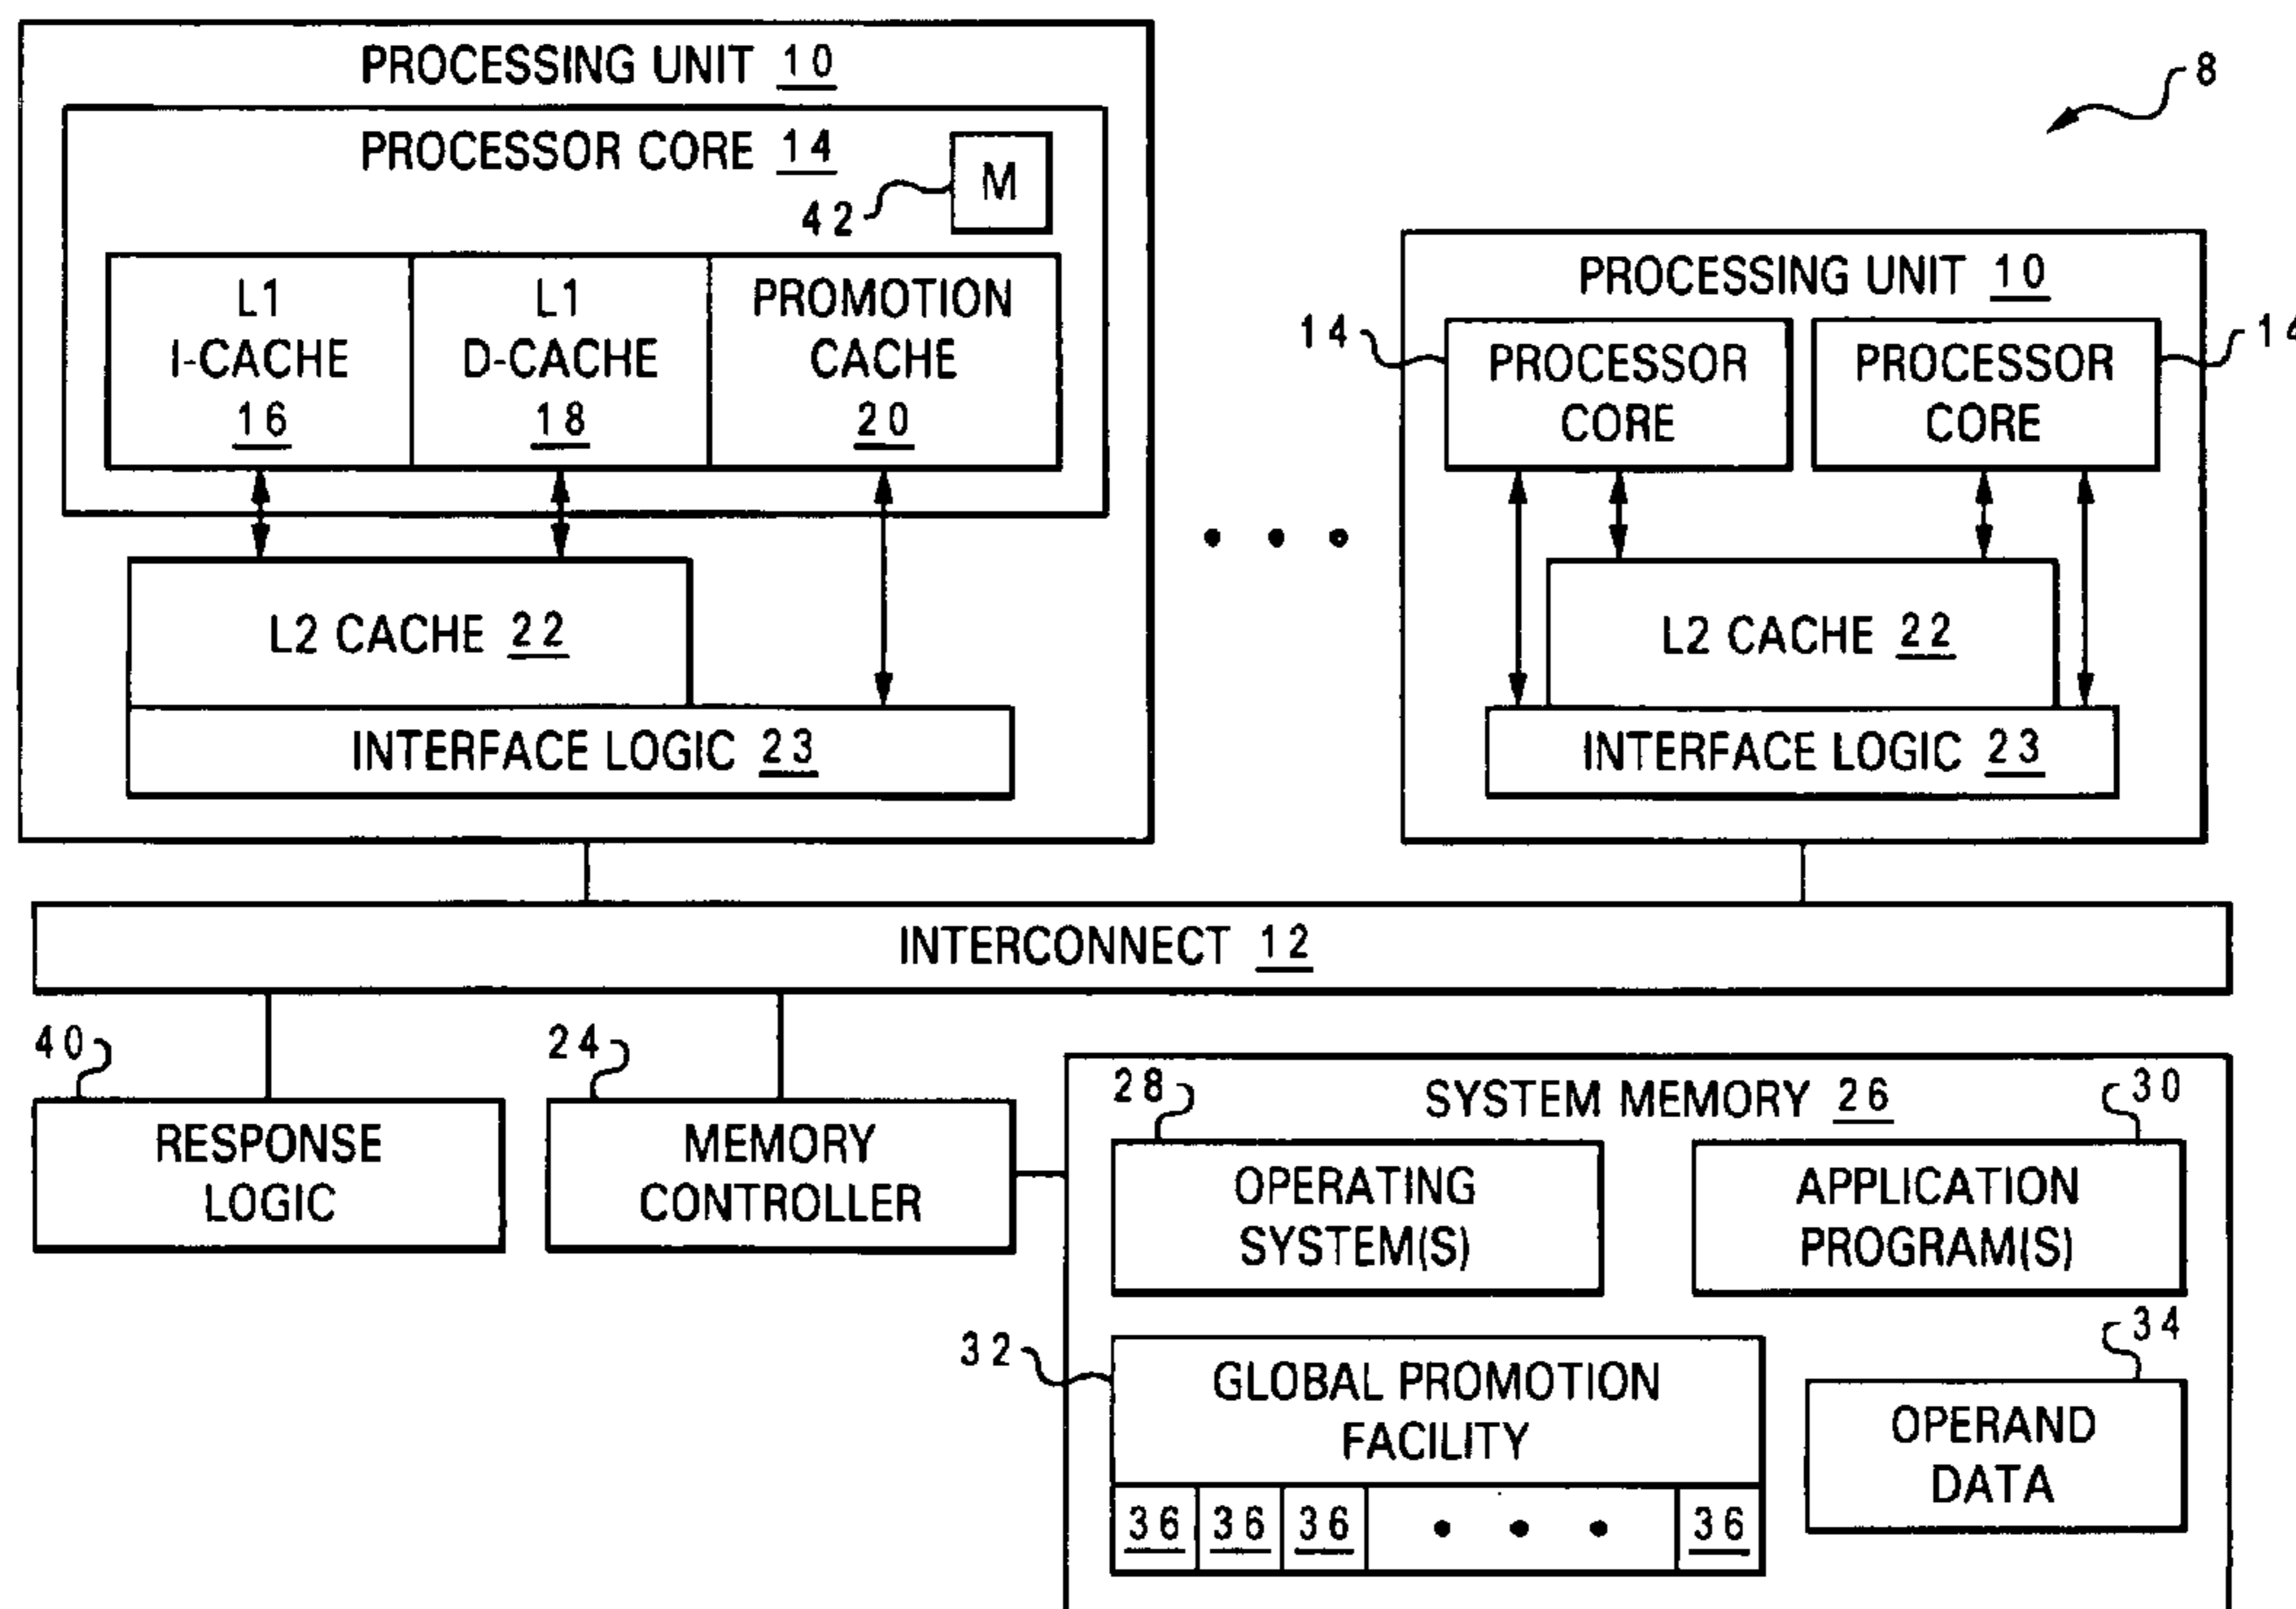 PROCESSING UNIT 10
8
PROCESSOR CORE 14
M
42
L1
I-CACHE
16
L1
D-CACHE
18
PROMOTION
CACHE
20
L2 CACHE 22
INTERFACE LOGIC 23
PROCESSING UNIT 10
14
PROCESSOR
CORE
PROCESSOR
CORE
14
L2 CACHE 22
INTERFACE LOGIC 23
INTERCONNECT 12
40
RESPONSE
LOGIC
24
MEMORY
CONTROLLER
SYSTEM MEMORY 26
28
OPERATING
SYSTEM(S)
30
APPLICATION
PROGRAM(S)
32
GLOBAL PROMOTION
FACILITY
36 36 36 • • • 36
34
OPERAND
DATA